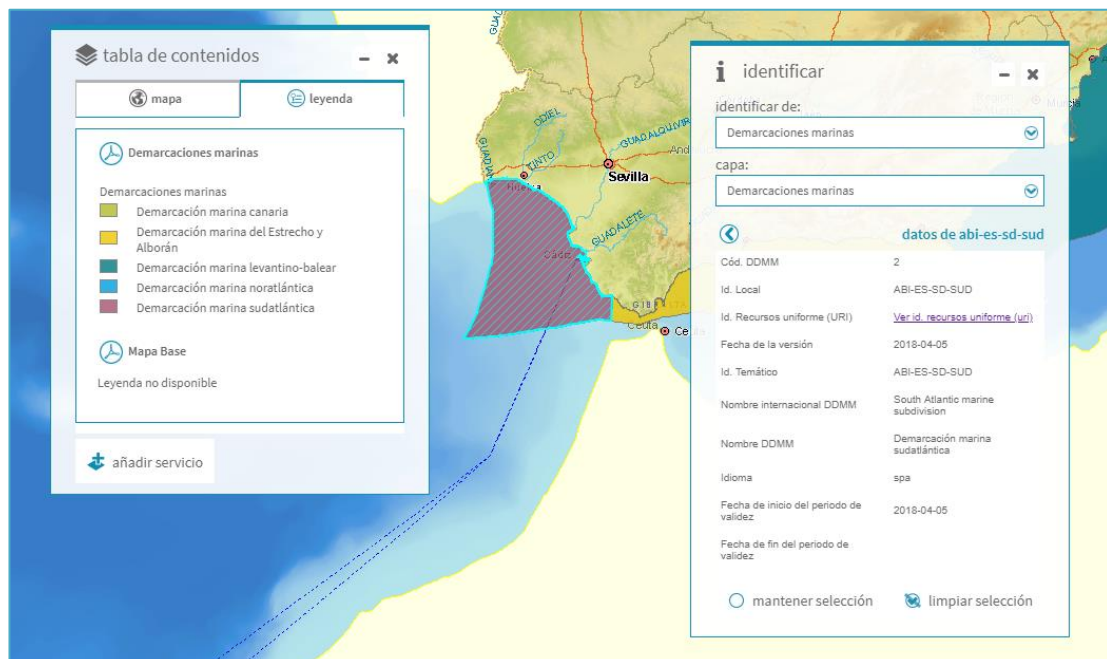 tabla de contenidos
mapa
leyenda
Demarcaciones marinas
Demarcaciones marinas
Demarcación marina canaria
Demarcación marina del Estrecho y
Alborán
Demarcación marina levantino-balear
Demarcación marina noratlántica
Demarcación marina sudatlántica
Mapa Base
Leyenda no disponible
añadir servicio
ODIEL
TINTO
GUADALQUIVIR
Sevilla
GUADALETE
Cádiz
Ceuta
identificar
identificar de:
Demarcaciones marinas
capa:
Demarcaciones marinas
datos de abi-es-sd-sud
Cód. DDMM 2
Id. Local ABI-ES-SD-SUD
Id. Recursos uniforme (URI) Ver id. recursos uniforme (uri)
Fecha de la versión 2018-04-05
Id. Temático ABI-ES-SD-SUD
Nombre internacional DDMM South Atlantic marine
subdivision
Nombre DDMM Demarcación marina
sudatlántica
Idioma spa
Fecha de inicio del periodo de
validez 2018-04-05
Fecha de fin del periodo de
validez
mantener selección
limpiar selección